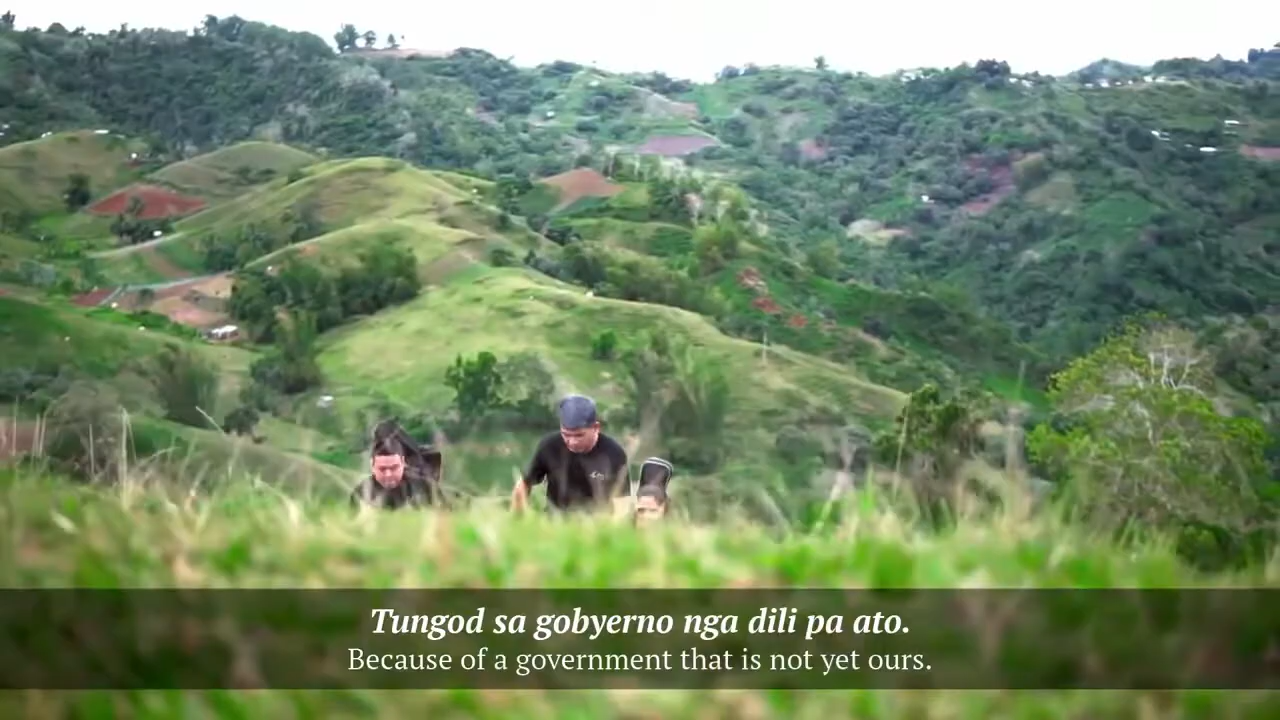 Tungod sa gobyerno nga dili pa ato.
Because of a government that is not yet ours.